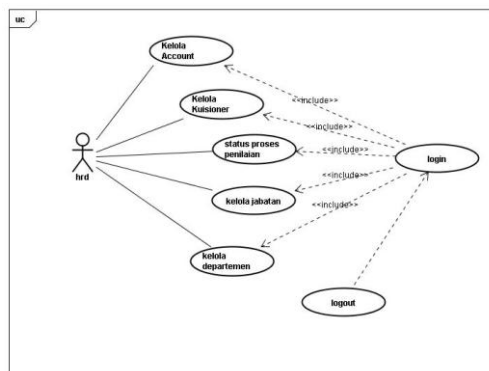 uc
Kelola
Account
<<include>>
Kelola
Kuisioner
<<include>>
status proses
penilaian
<<include>>
login
hrd
<<include>>
kelola jabatan
<<include>>
kelola
departemen
logout